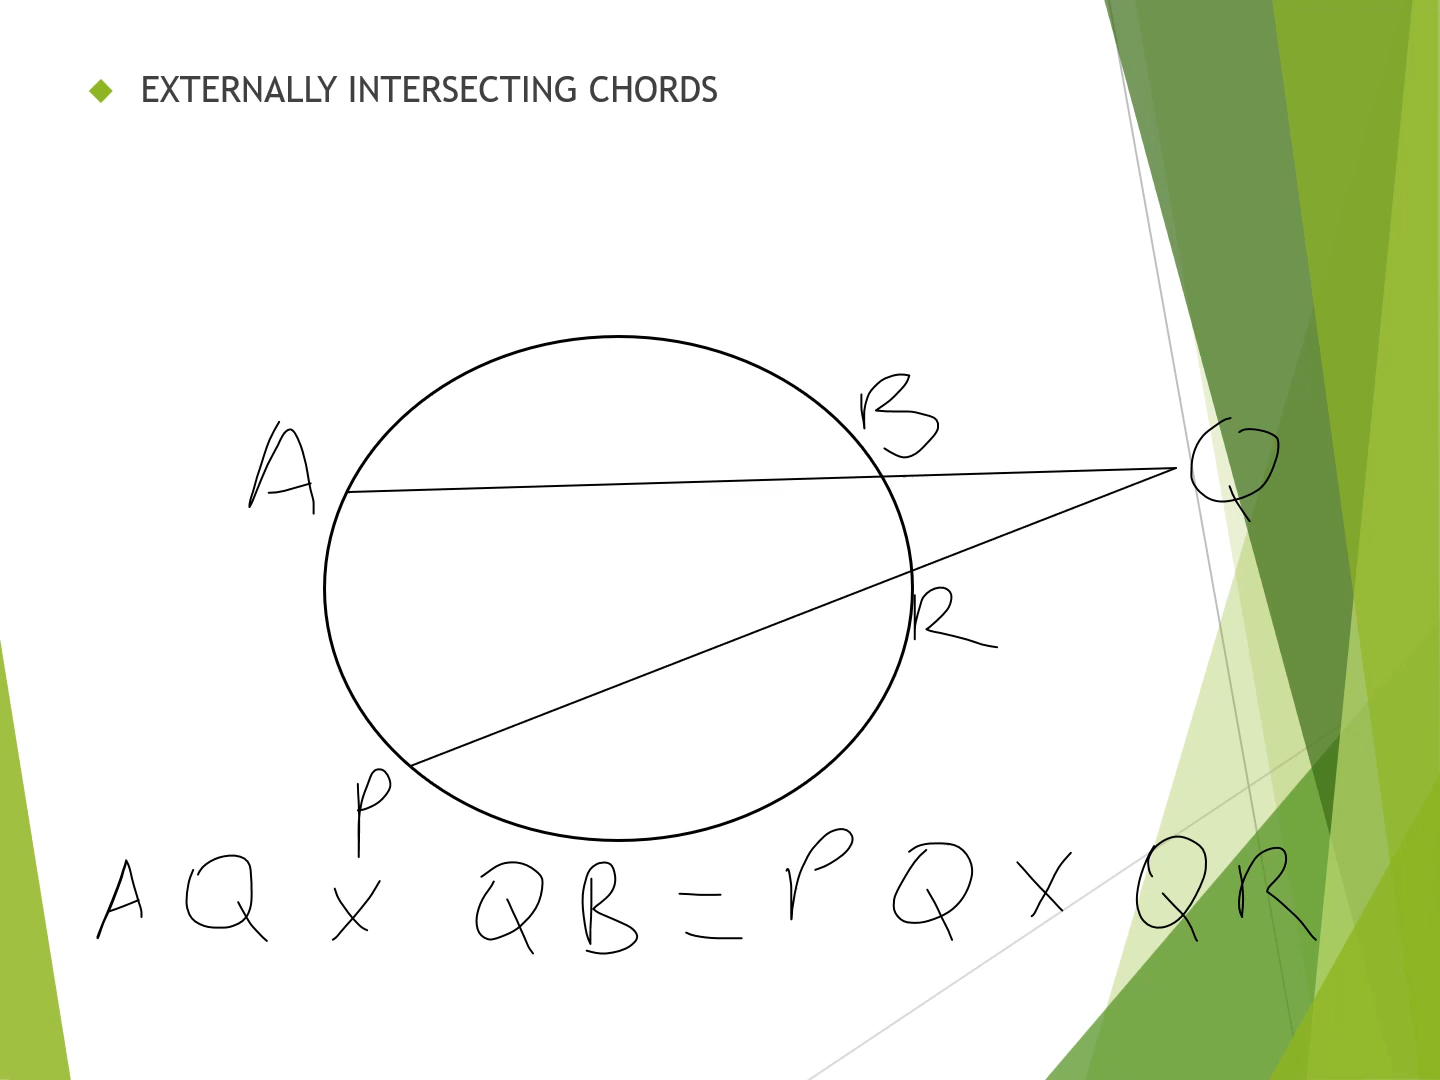 EXTERNALLY INTERSECTING CHORDS
B
A
Q
R
P
AQ x QB = PQ x QR